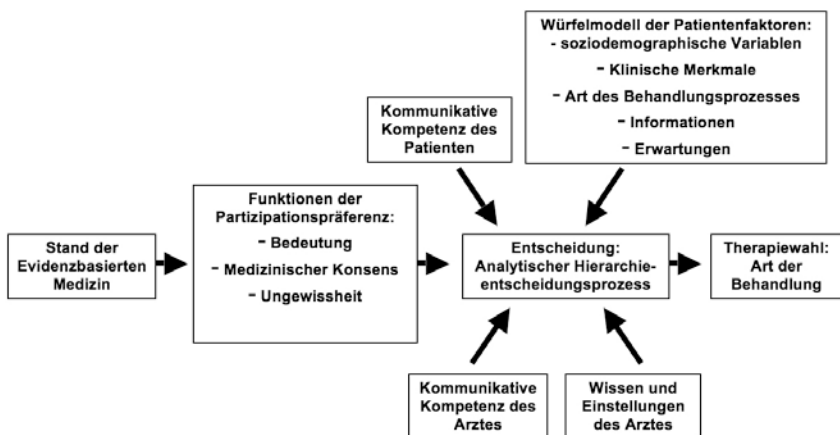 Würfelmodell der Patientenfaktoren:
- soziodemographische Variablen
- Klinische Merkmale
- Art des Behandlungsprozesses
- Informationen
- Erwartungen
Kommunikative
Kompetenz des
Patienten
Funktionen der
Partizipationspräferenz:
- Bedeutung
- Medizinischer Konsens
- Ungewissheit
Stand der
Evidenzbasierten
Medizin
Entscheidung:
Analytischer Hierarchie-
entscheidungsprozess
Therapiewahl:
Art der
Behandlung
Kommunikative
Kompetenz des
Arztes
Wissen und
Einstellungen
des Arztes